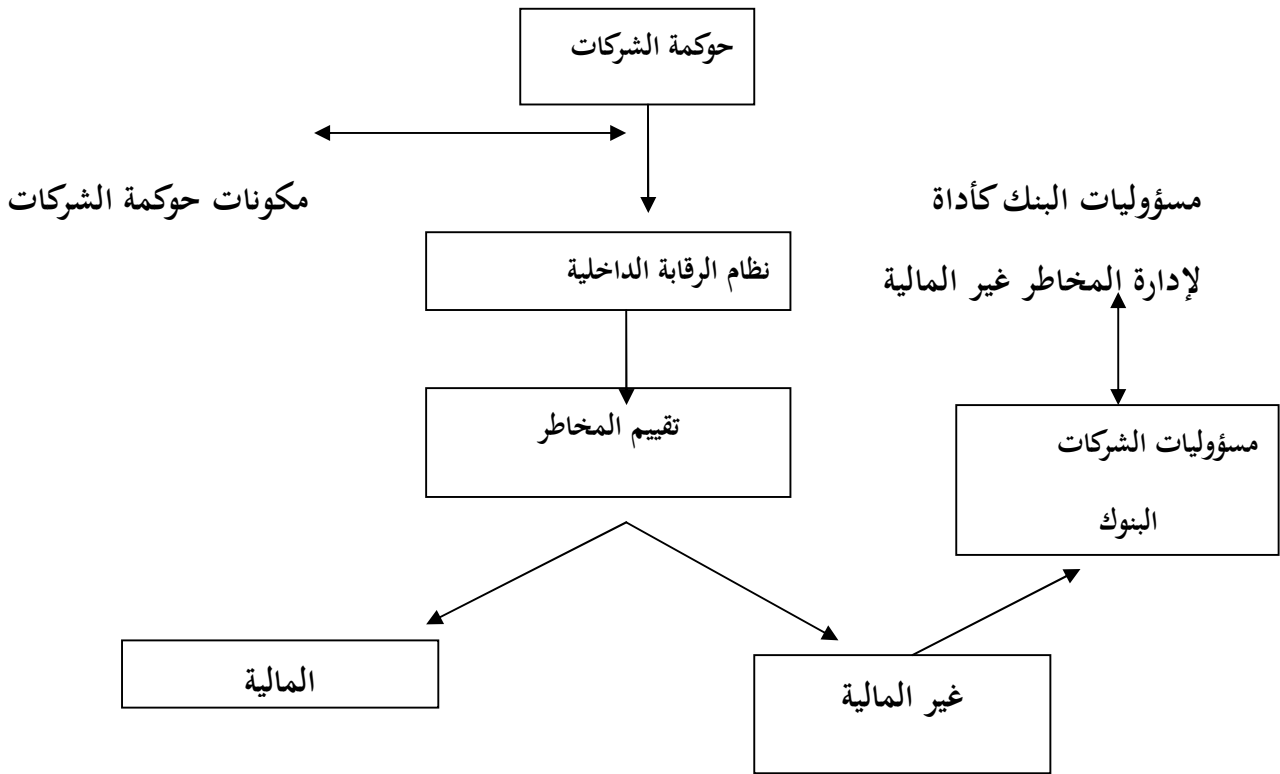 حوكمة الشركات
مسؤوليات البنك كأداة
لإدارة المخاطر غير المالية
مكونات حوكمة الشركات
نظام الرقابة الداخلية
تقييم المخاطر
مسؤوليات الشركات
البنوك
غير المالية
المالية